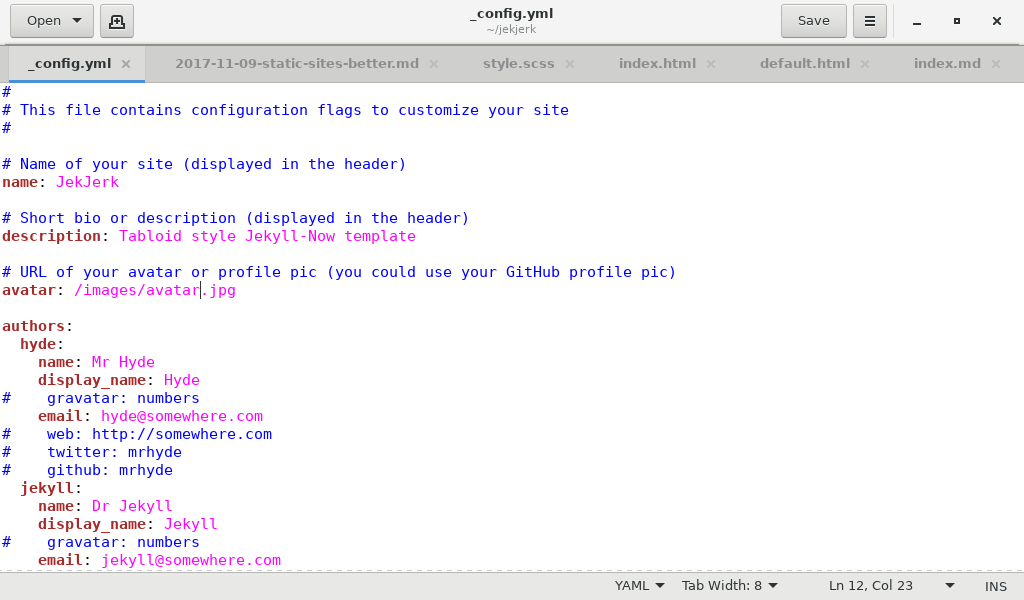 Open
_config.yml
~/jekjerk
Save
_config.yml
2017-11-09-static-sites-better.md
style.scss
index.html
default.html
index.md
#
# This file contains configuration flags to customize your site
#
# Name of your site (displayed in the header)
name: JekJerk
# Short bio or description (displayed in the header)
description: Tabloid style Jekyll-Now template
# URL of your avatar or profile pic (you could use your GitHub profile pic)
avatar: /images/avatar.jpg
authors:
  hyde:
    name: Mr Hyde
    display_name: Hyde
#    gravatar: numbers
    email: hyde@somewhere.com
#    web: http://somewhere.com
#    twitter: mrhyde
#    github: mrhyde
  jekyll:
    name: Dr Jekyll
    display_name: Jekyll
#    gravatar: numbers
    email: jekyll@somewhere.com
YAML
Tab Width: 8
Ln 12, Col 23
INS